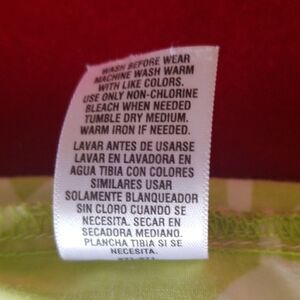 WASH BEFORE WEAR
MACHINE WASH WARM
WITH LIKE COLORS.
USE ONLY NON-CHLORINE
BLEACH WHEN NEEDED
TUMBLE DRY MEDIUM.
WARM IRON IF NEEDED.
LAVAR ANTES DE USARSE
LAVAR EN LAVADORA EN
AGUA TIBIA CON COLORES
SIMILARES USAR
SOLAMENTE BLANQUEADOR
SIN CLORO CUANDO SE
NECESITA. SECAR EN
SECADORA MEDIANO.
PLANCHA TIBIA SI SE
NECESITA.